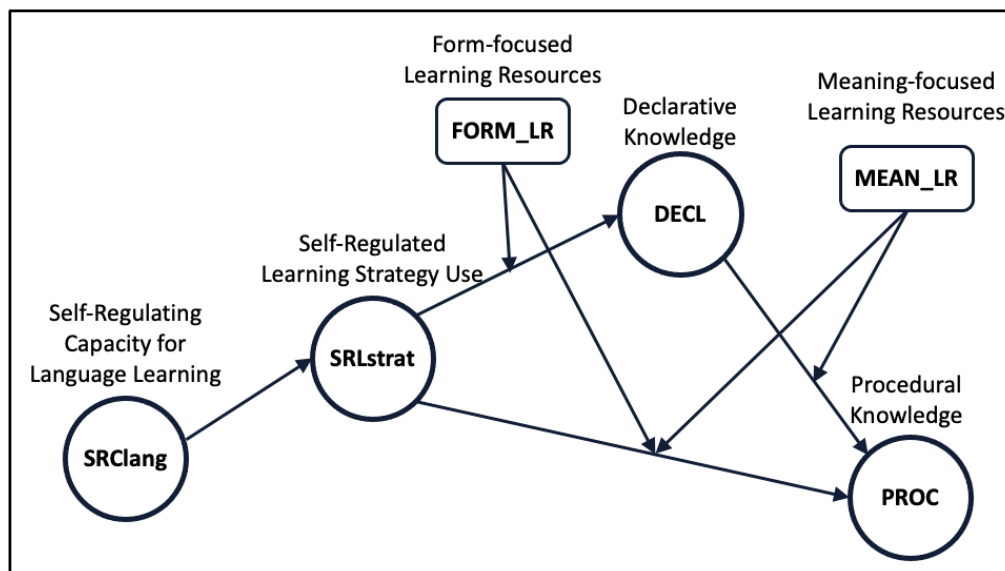 Form-focused
Learning Resources
FORM_LR
Meaning-focused
Learning Resources
MEAN_LR
Declarative
Knowledge
DECL
Self-Regulated
Learning Strategy Use
SRLstrat
Self-Regulating
Capacity for
Language Learning
SRClang
Procedural
Knowledge
PROC